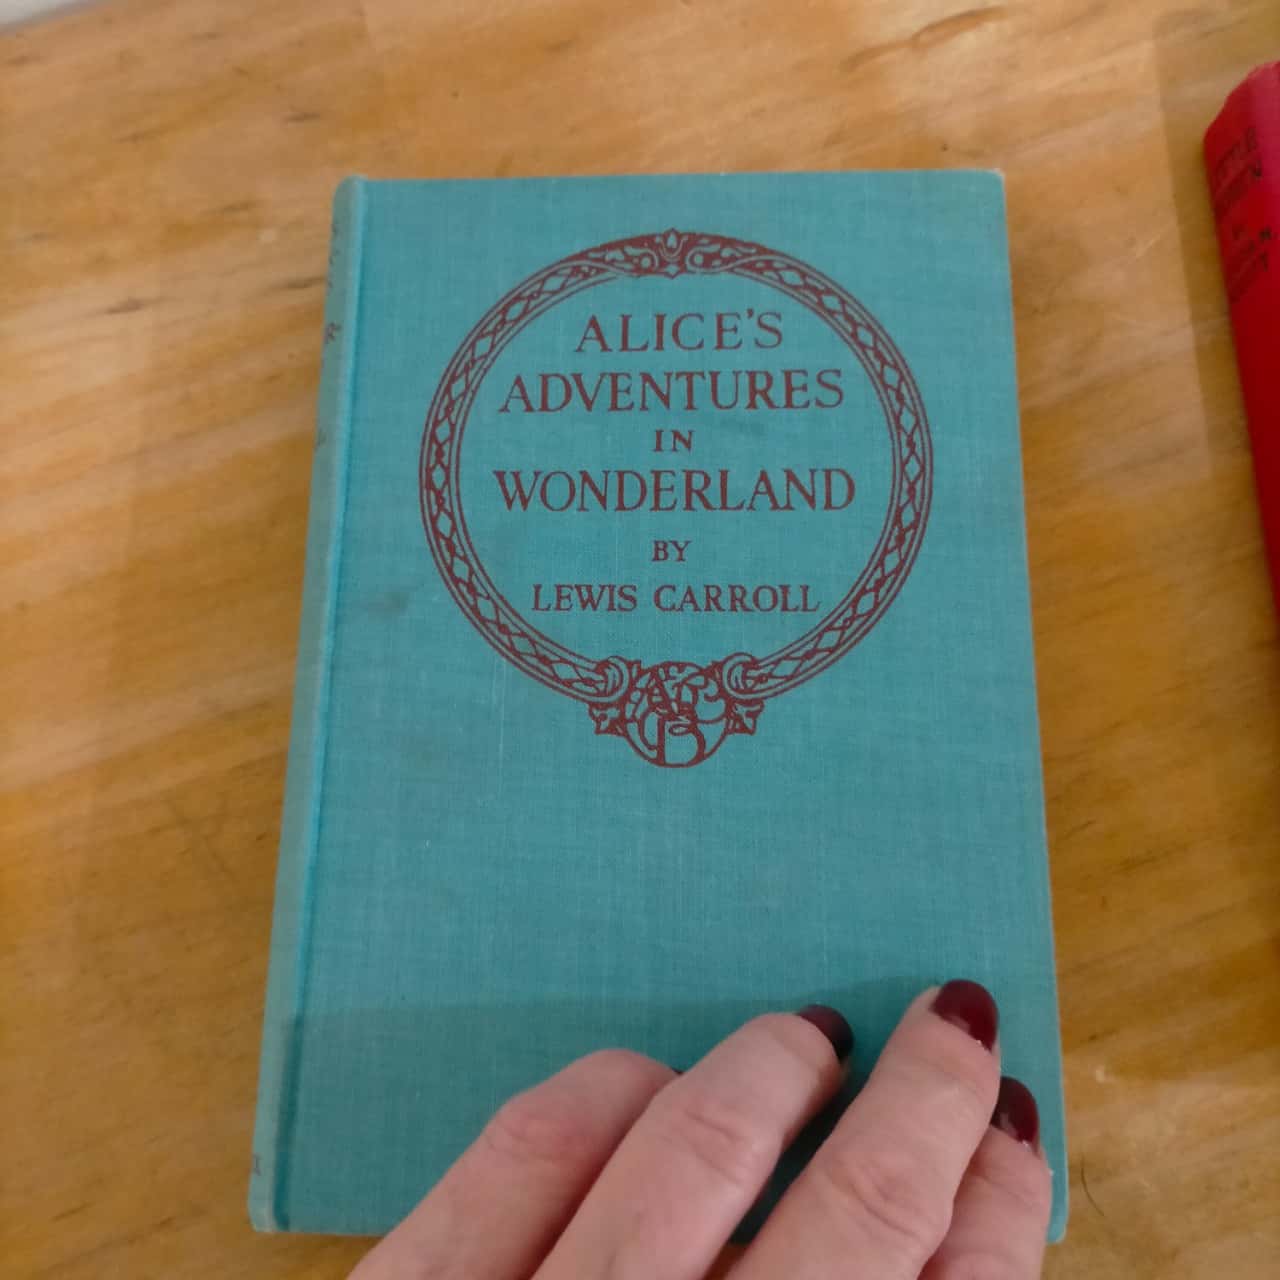 ALICE'S
ADVENTURES
IN
WONDERLAND
BY
LEWIS CARROLL